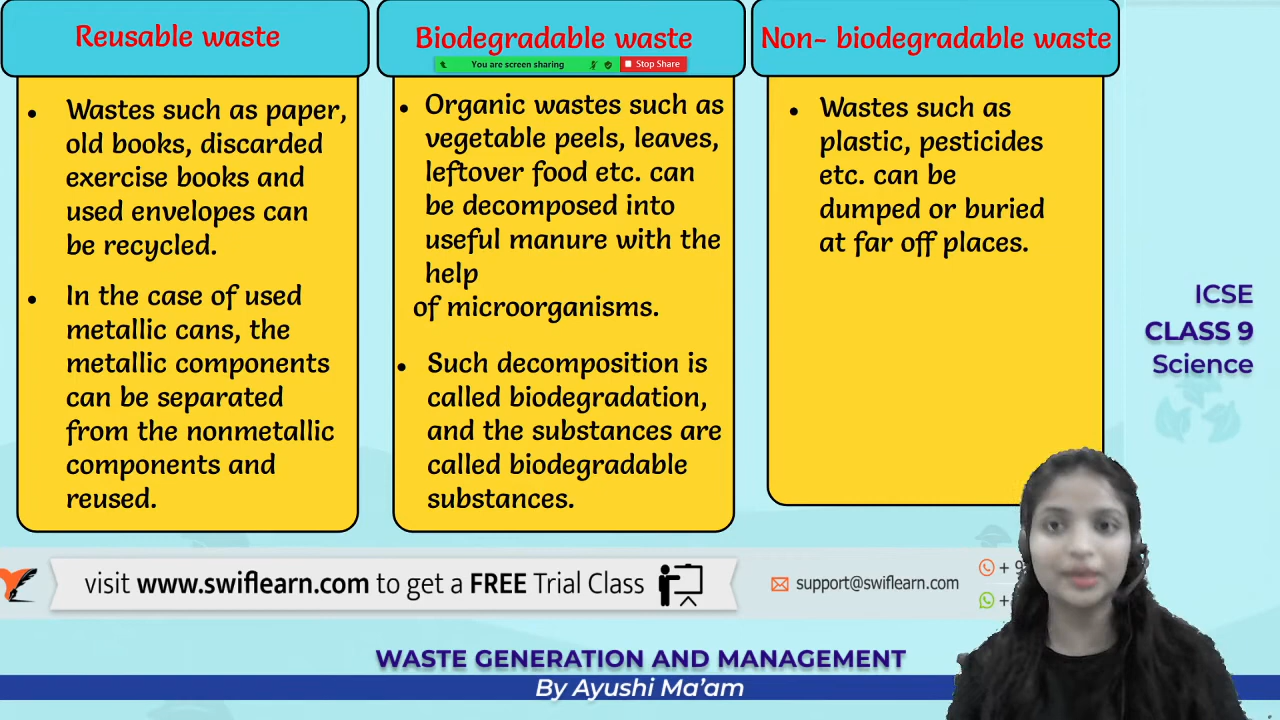 Reusable waste
Biodegradable waste
Non- biodegradable waste
You are screen sharing
Stop Share
• Wastes such as paper,
old books, discarded
exercise books and
used envelopes can
be recycled.
• In the case of used
metallic cans, the
metallic components
can be separated
from the nonmetallic
components and
reused.
• Organic wastes such as
vegetable peels, leaves,
leftover food etc. can
be decomposed into
useful manure with the
help
of microorganisms.
• Such decomposition is
called biodegradation,
and the substances are
called biodegradable
substances.
• Wastes such as
plastic, pesticides
etc. can be
dumped or buried
at far off places.
ICSE
CLASS 9
Science
visit www.swiflearn.com to get a FREE Trial Class
support@swiflearn.com
+ 9
+
WASTE GENERATION AND MANAGEMENT
By Ayushi Ma'am